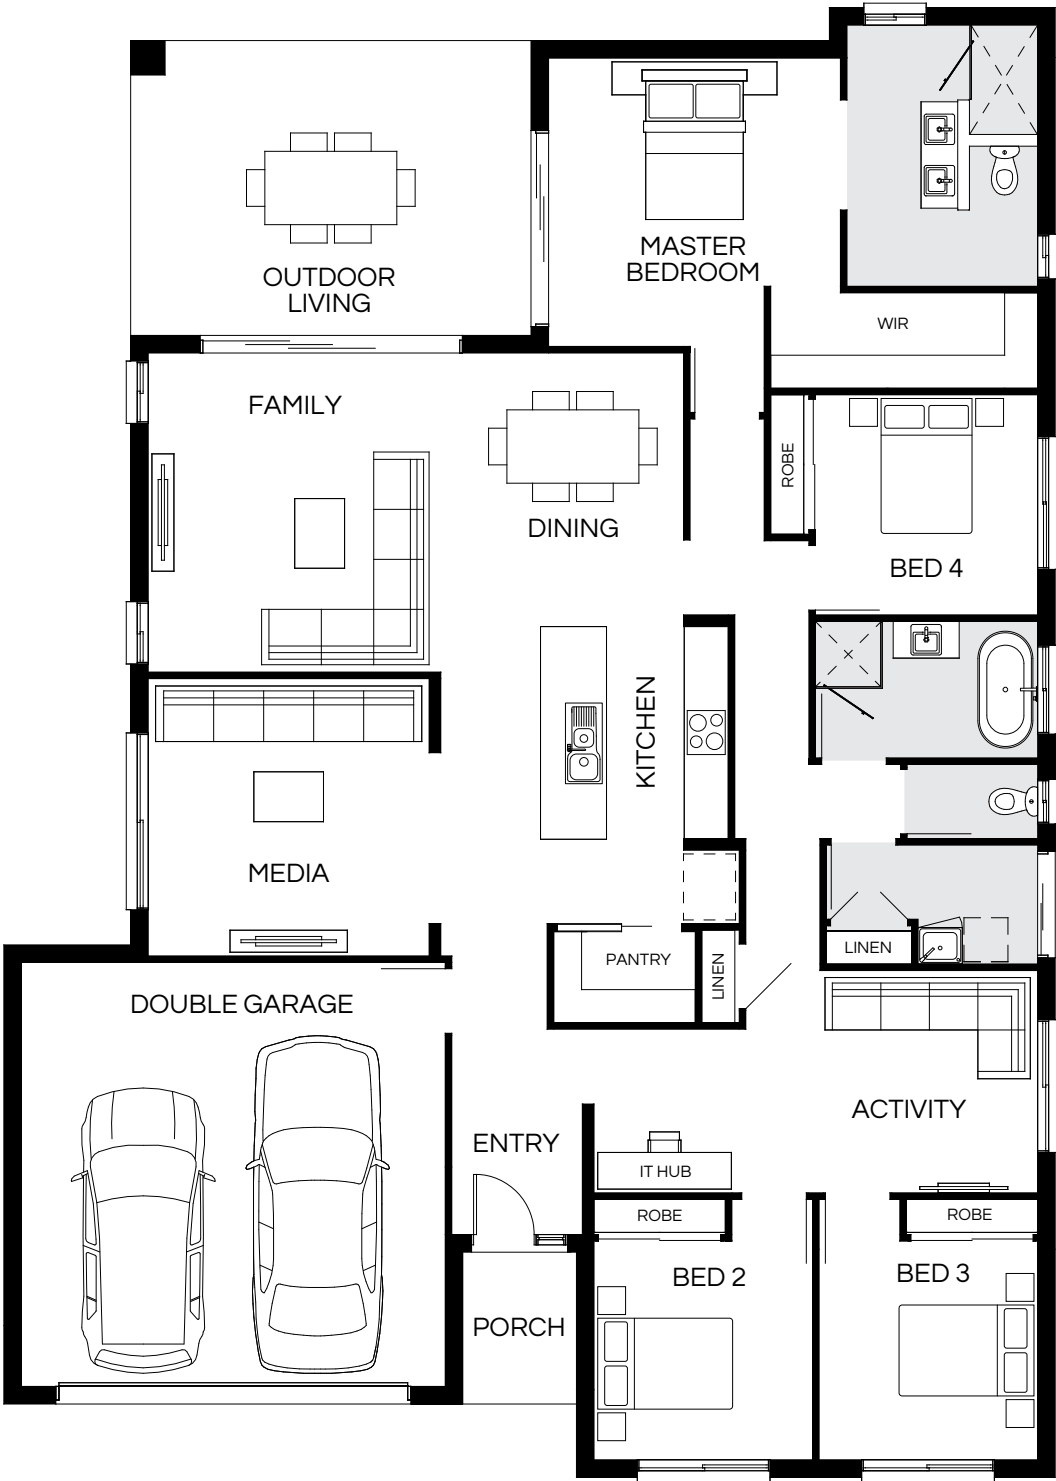 MASTER
BEDROOM
OUTDOOR
LIVING
WIR
FAMILY
ROBE
DINING
BED 4
KITCHEN
MEDIA
LINEN
PANTRY
LINEN
DOUBLE GARAGE
ACTIVITY
ENTRY
IT HUB
ROBE
ROBE
BED 2
BED 3
PORCH